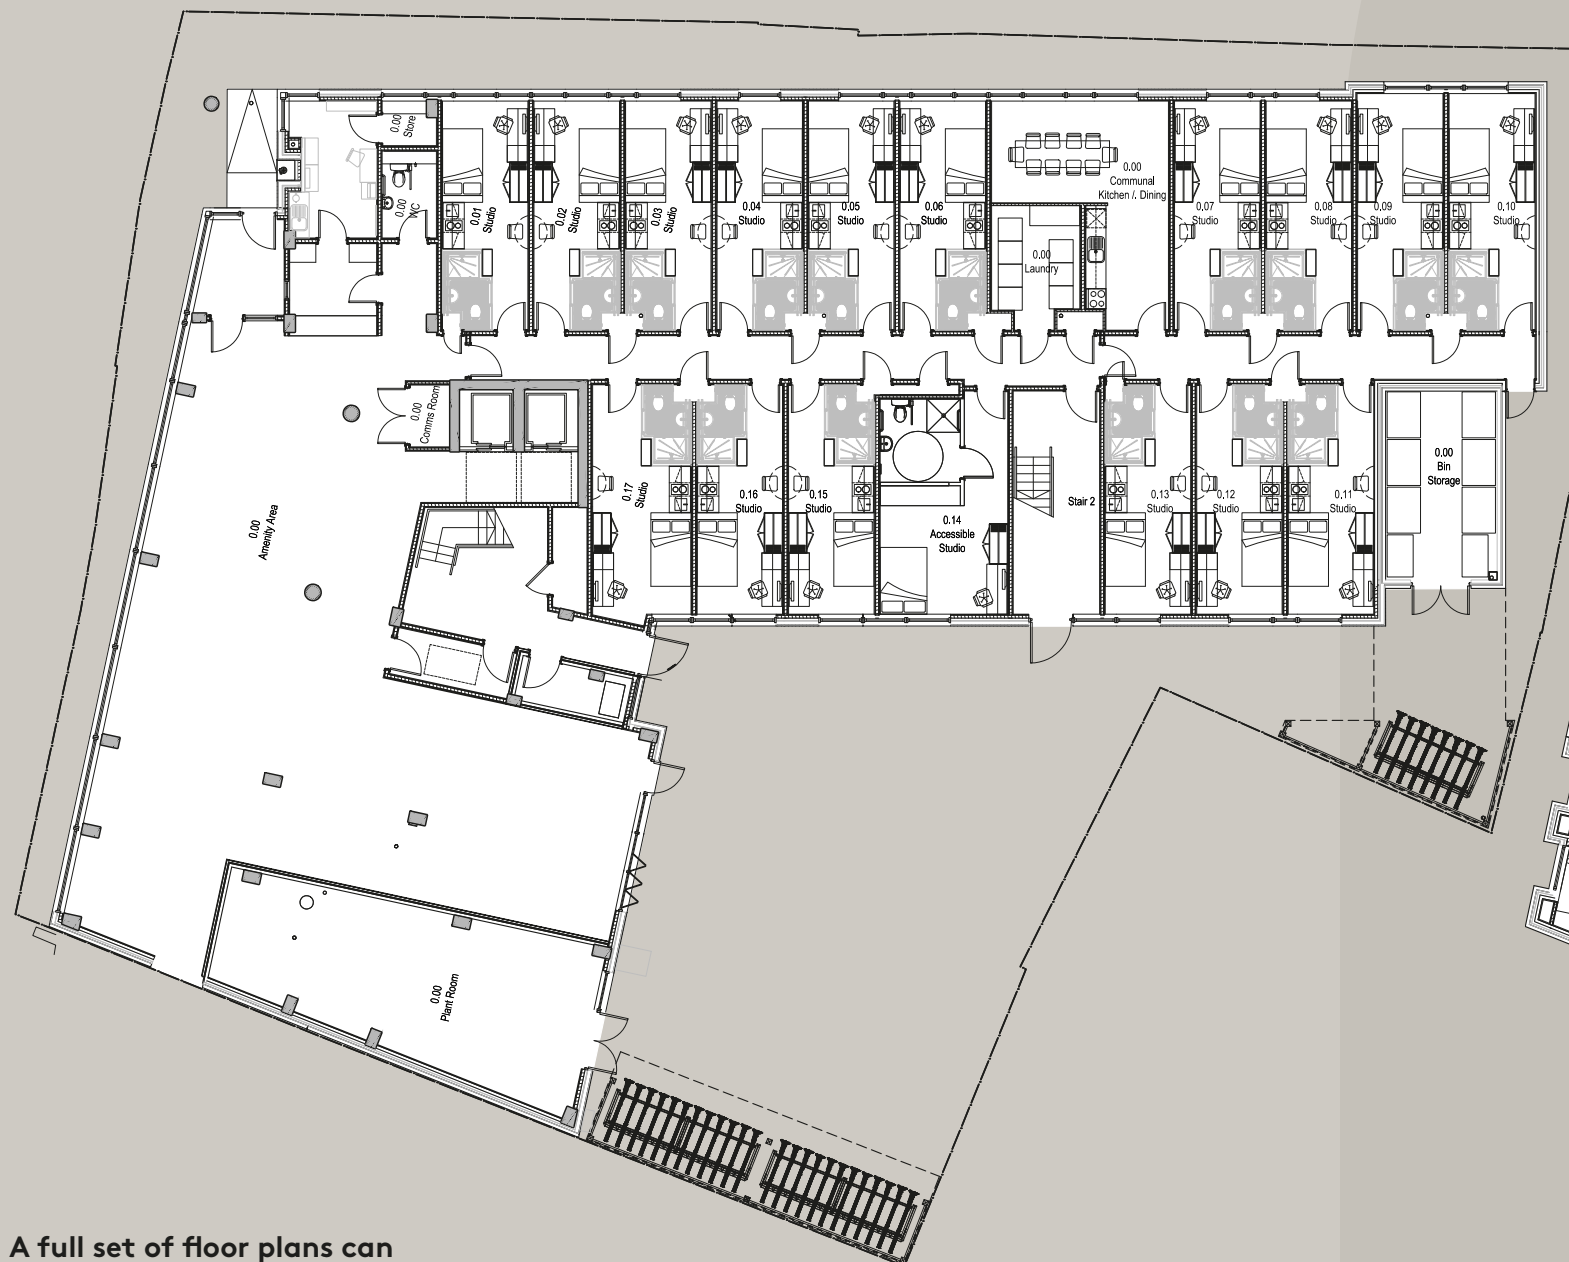 0.00
Store
0.00
WC
0.01
Studio
0.02
Studio
0.03
Studio
0.04
Studio
0.05
Studio
0.06
Studio
0.00
Communal
Kitchen /. Dining
0.00
Laundry
0.07
Studio
0.08
Studio
0.09
Studio
0.10
Studio
0.00
Comms Room
0.00
Amenity Area
0.17
Studio
0.16
Studio
0.15
Studio
0.14
Accessible
Studio
Stair 2
0.13
Studio
0.12
Studio
0.11
Studio
0.00
Bin
Storage
0.00
Plant Room
A full set of floor plans can